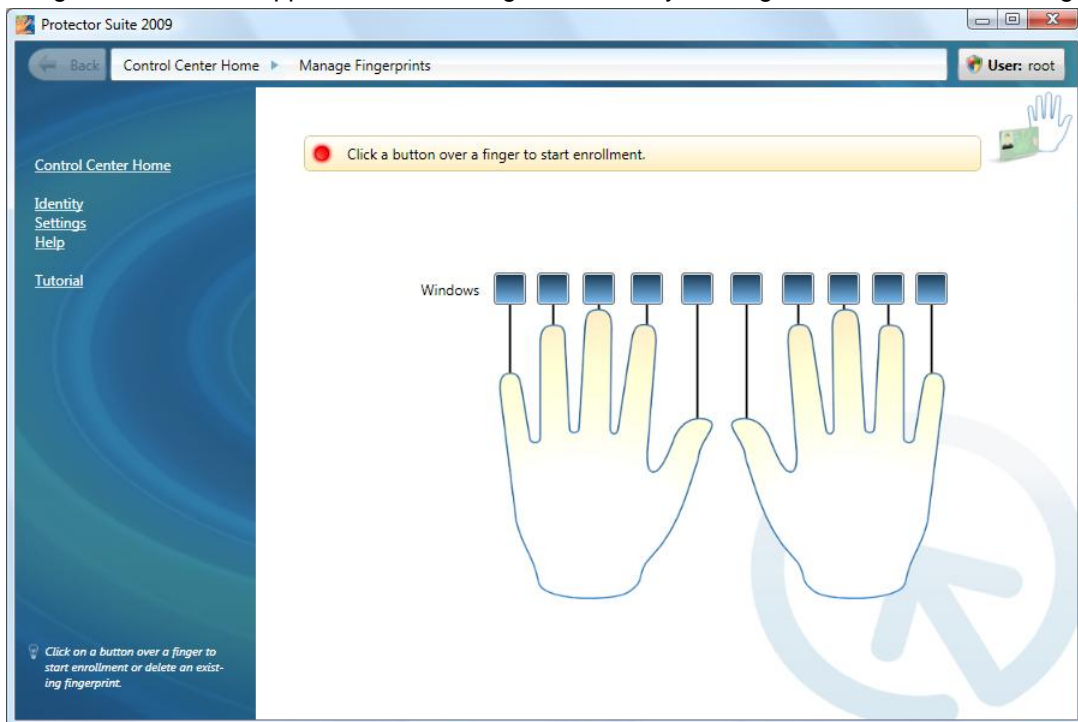 Protector Suite 2009
Back
Control Center Home
Manage Fingerprints
User: root
Control Center Home
Click a button over a finger to start enrollment.
Identity
Settings
Help
Tutorial
Windows
Click on a button over a finger to
start enrollment or delete an exist-
ing fingerprint.